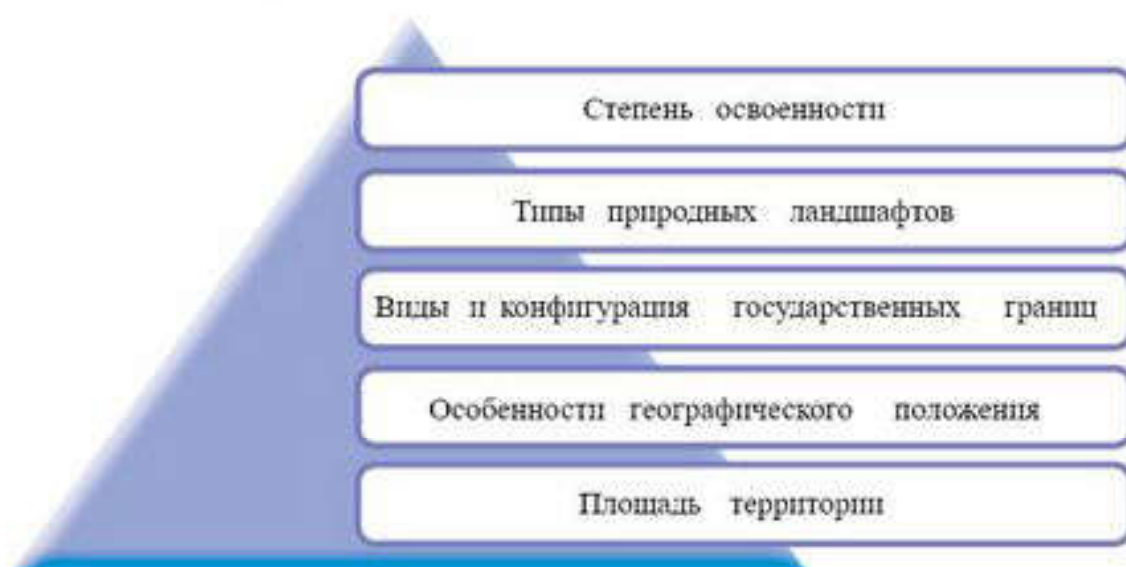 Степень освоенности
Типы природных ландшафтов
Виды и конфигурация государственных границ
Особенности географического положения
Площадь территории